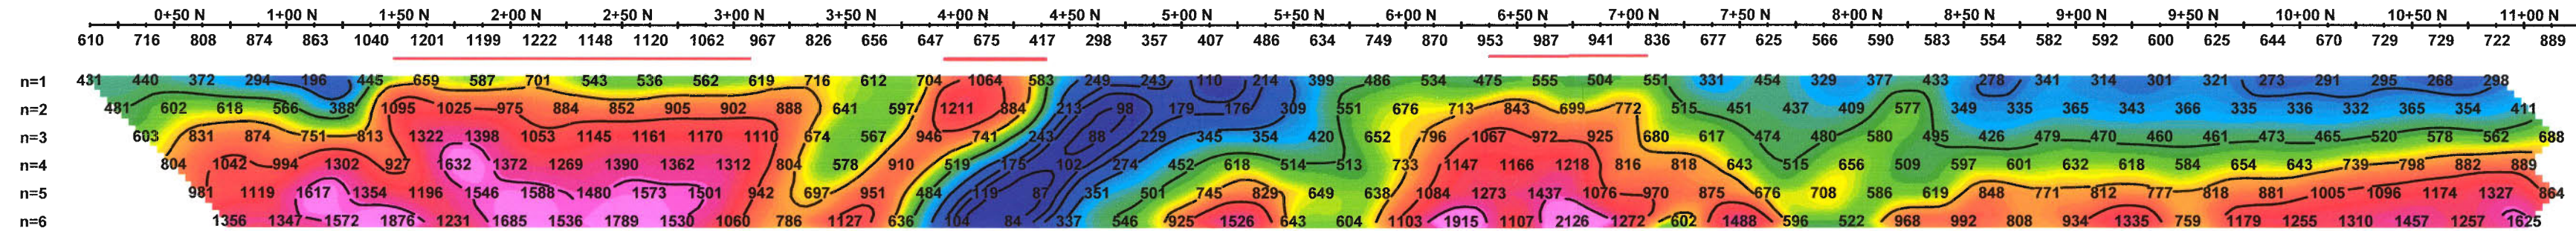 0+50 N 1+00 N 1+50 N 2+00 N 2+50 N 3+00 N 3+50 N 4+00 N 4+50 N 5+00 N 5+50 N 6+00 N 6+50 N 7+00 N 7+50 N 8+00 N 8+50 N 9+00 N 9+50 N 10+00 N 10+50 N 11+00 N
610 716 808 874 863 1040 1201 1199 1222 1148 1120 1062 967 826 656 647 675 417 298 357 407 486 634 749 870 953 987 941 836 677 625 566 590 583 554 582 592 600 625 644 670 729 729 722 889
n=1 431 440 372 294 196 445 659 587 701 543 536 562 619 716 612 704 1064 583 249 243 110 214 399 486 534 475 555 504 551 331 454 329 377 433 278 341 314 301 321 273 291 295 268 298
n=2 481 602 618 566 388 1095 1025 975 884 852 905 902 888 641 597 1211 884 213 98 179 176 309 551 676 713 843 699 772 515 451 437 409 577 349 335 365 343 366 335 336 332 365 354 411
n=3 603 831 874 751 813 1322 1398 1053 1145 1161 1170 1110 674 567 946 741 243 88 229 345 354 420 652 796 1067 972 925 680 617 474 480 580 495 426 479 470 460 461 473 465 520 578 562 688
n=4 804 1042 994 1302 927 632 1372 1269 1390 1362 1312 804 578 910 519 175 102 274 452 618 514 513 733 1147 1166 1218 816 818 643 515 656 509 597 601 632 618 584 654 643 739 798 882 889
n=5 981 1119 1617 1354 1196 1546 1588 1480 1573 1501 942 697 951 484 119 87 351 501 745 829 649 638 1084 1273 1437 1076 970 875 676 708 586 619 848 771 812 777 818 881 1005 1096 1174 1327 864
n=6 1356 1347 1572 1876 1231 1685 1536 1789 1530 1060 786 1127 636 104 84 337 546 925 1526 643 604 1103 1915 1107 2126 1272 602 1488 596 522 968 992 808 934 1335 759 1179 1255 1310 1457 1257 1625